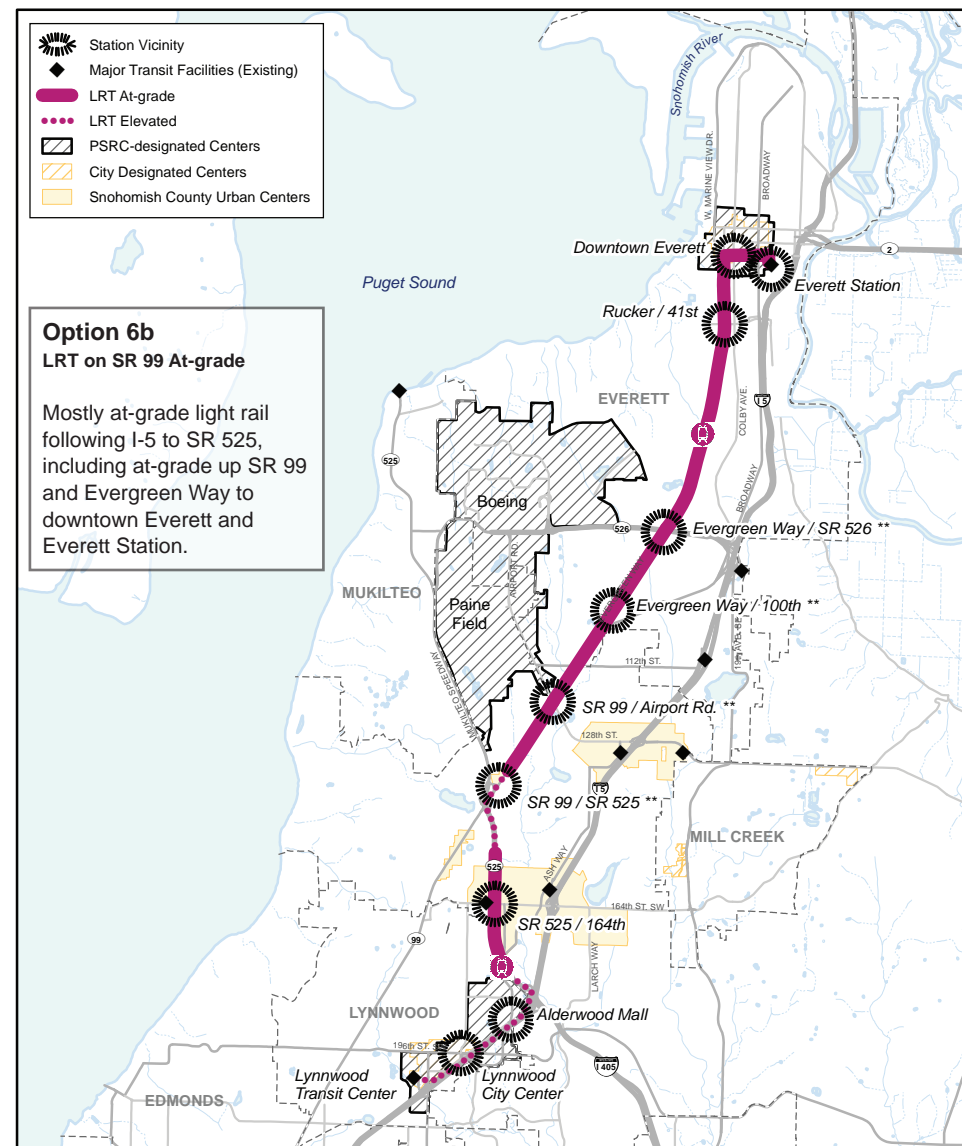 Station Vicinity
Major Transit Facilities (Existing)
LRT At-grade
LRT Elevated
PSRC-designated Centers
City Designated Centers
Snohomish County Urban Centers
Snohomish River
W. MARINE VIEW DR.
BROADWAY
Downtown Everett
2
Everett Station
Puget Sound
Rucker / 41st
Option 6b
LRT on SR 99 At-grade
Mostly at-grade light rail
following I-5 to SR 525,
including at-grade up SR 99
and Evergreen Way to
downtown Everett and
Everett Station.
EVERETT
I 5
COLBY AVE.
525
Boeing
BROADWAY
526
Evergreen Way / SR 526 **
AIRPORT RD.
MUKILTEO
Evergreen Way / 100th **
Paine
Field
112th ST.
19th AVE. SE
MUKILTEO SPEEDWAY
SR 99 / Airport Rd. **
128th ST.
I 5
SR 99 / SR 525 **
MILL CREEK
ASH WAY
525
164th ST. SW
SR 525 / 164th
99
LARCH WAY
LYNNWOOD
Alderwood Mall
196th ST.
Lynnwood
Transit Center
Lynnwood
City Center
I 405
EDMONDS